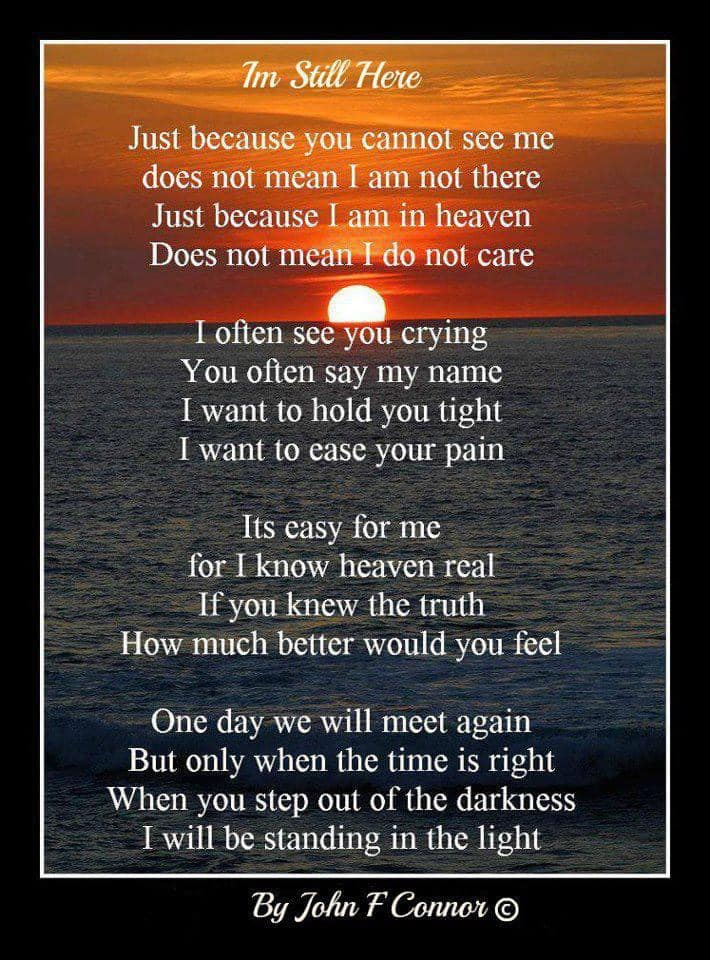 Im Still Here
Just because you cannot see me
does not mean I am not there
Just because I am in heaven
Does not mean I do not care
I often see you crying
You often say my name
I want to hold you tight
I want to ease your pain
Its easy for me
for I know heaven real
If you knew the truth
How much better would you feel
One day we will meet again
But only when the time is right
When you step out of the darkness
I will be standing in the light
By John F Connor ©